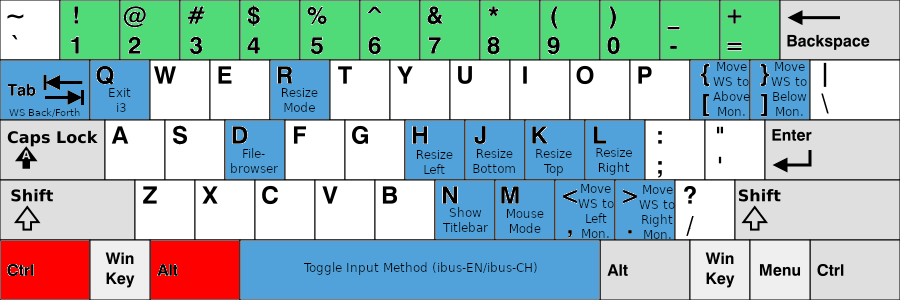 ~ ! @ # $ % ^ & * ( ) _ +
` 1 2 3 4 5 6 7 8 9 0 - = Backspace
Tab Q W E R T Y U I O P { Move } Move |
WS Back/Forth Exit Resize WS to WS to
i3 Mode [ Above ] Below \
Mon. Mon.
Caps Lock A S D F G H J K L : " Enter
A File- Resize Resize Resize Resize
browser Left Bottom Top Right ; '
Shift Z X C V B N M < Move > Move ? Shift
Show Mouse WS to WS to
Titlebar Mode , Left . Right /
Mon. Mon.
Ctrl Win Alt Toggle Input Method (ibus-EN/ibus-CH) Alt Win Menu Ctrl
Key Key